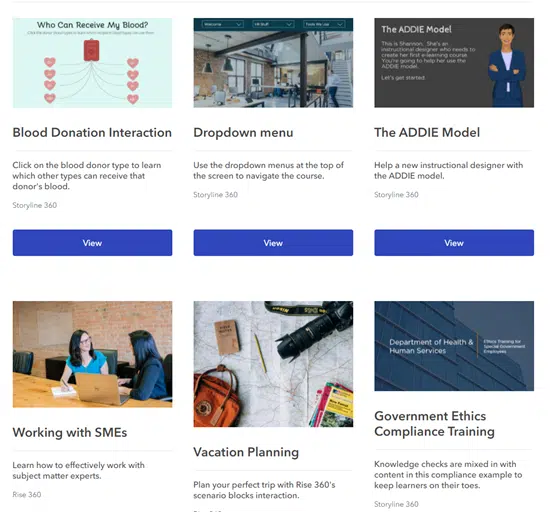 Who Can Receive My Blood?
Welcome
HR Stuff
Tools We Use
The ADDIE Model
This is Shannon. She's an
instructional designer who needs to
create her first e-learning course.
You're going to help her use the
ADDIE model.
Let's get started.
Blood Donation Interaction
Click on the blood donor type to learn
which other types can receive that
donor's blood.
Storyline 360
View
Dropdown menu
Use the dropdown menus at the top of
the screen to navigate the course.
Storyline 360
View
The ADDIE Model
Help a new instructional designer with
the ADDIE model.
Storyline 360
View
Department of Health &
Human Services
Ethics Training for
Special Government
Employees
Working with SMEs
Learn how to effectively work with
subject matter experts.
Rise 360
Vacation Planning
Plan your perfect trip with Rise 360's
scenario blocks interaction.
Rise 360
Government Ethics
Compliance Training
Knowledge checks are mixed in with
content in this compliance example to
keep learners on their toes.
Storyline 360